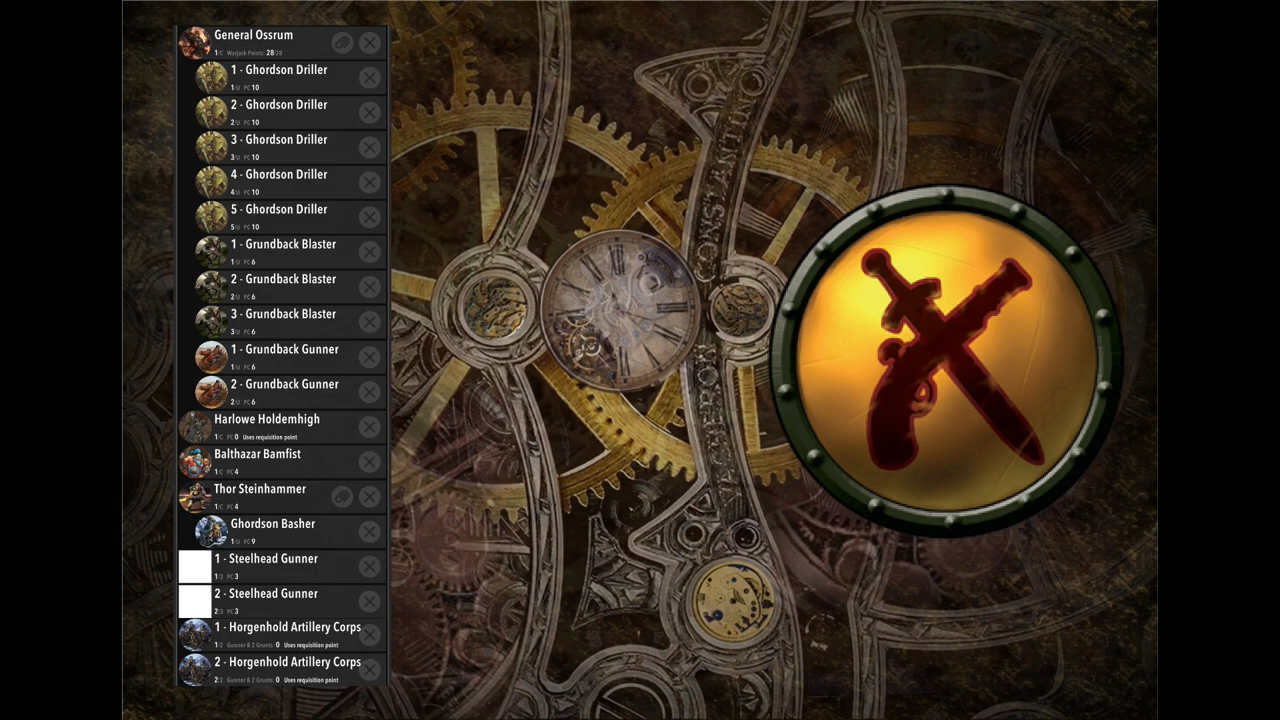 General Ossrum
1/C Warjack Points: 28/28
1 - Ghordson Driller
1/U PC 10
2 - Ghordson Driller
2/U PC 10
3 - Ghordson Driller
3/U PC 10
4 - Ghordson Driller
4/U PC 10
5 - Ghordson Driller
5/U PC 10
1 - Grundback Blaster
1/U PC 6
2 - Grundback Blaster
2/U PC 6
3 - Grundback Blaster
3/U PC 6
1 - Grundback Gunner
1/U PC 6
2 - Grundback Gunner
2/U PC 6
Harlowe Holdemhigh
1/C PC 0 Uses requisition point
Balthazar Bamfist
1/C PC 4
Thor Steinhammer
1/C PC 4
Ghordson Basher
1/U PC 9
1 - Steelhead Gunner
1/3 PC 3
2 - Steelhead Gunner
2/3 PC 3
1 - Horgenhold Artillery Corps
1/2 Gunner & 2 Grunts: 0 Uses requisition point
2 - Horgenhold Artillery Corps
2/2 Gunner & 2 Grunts: 0 Uses requisition point
CONSTANTIN